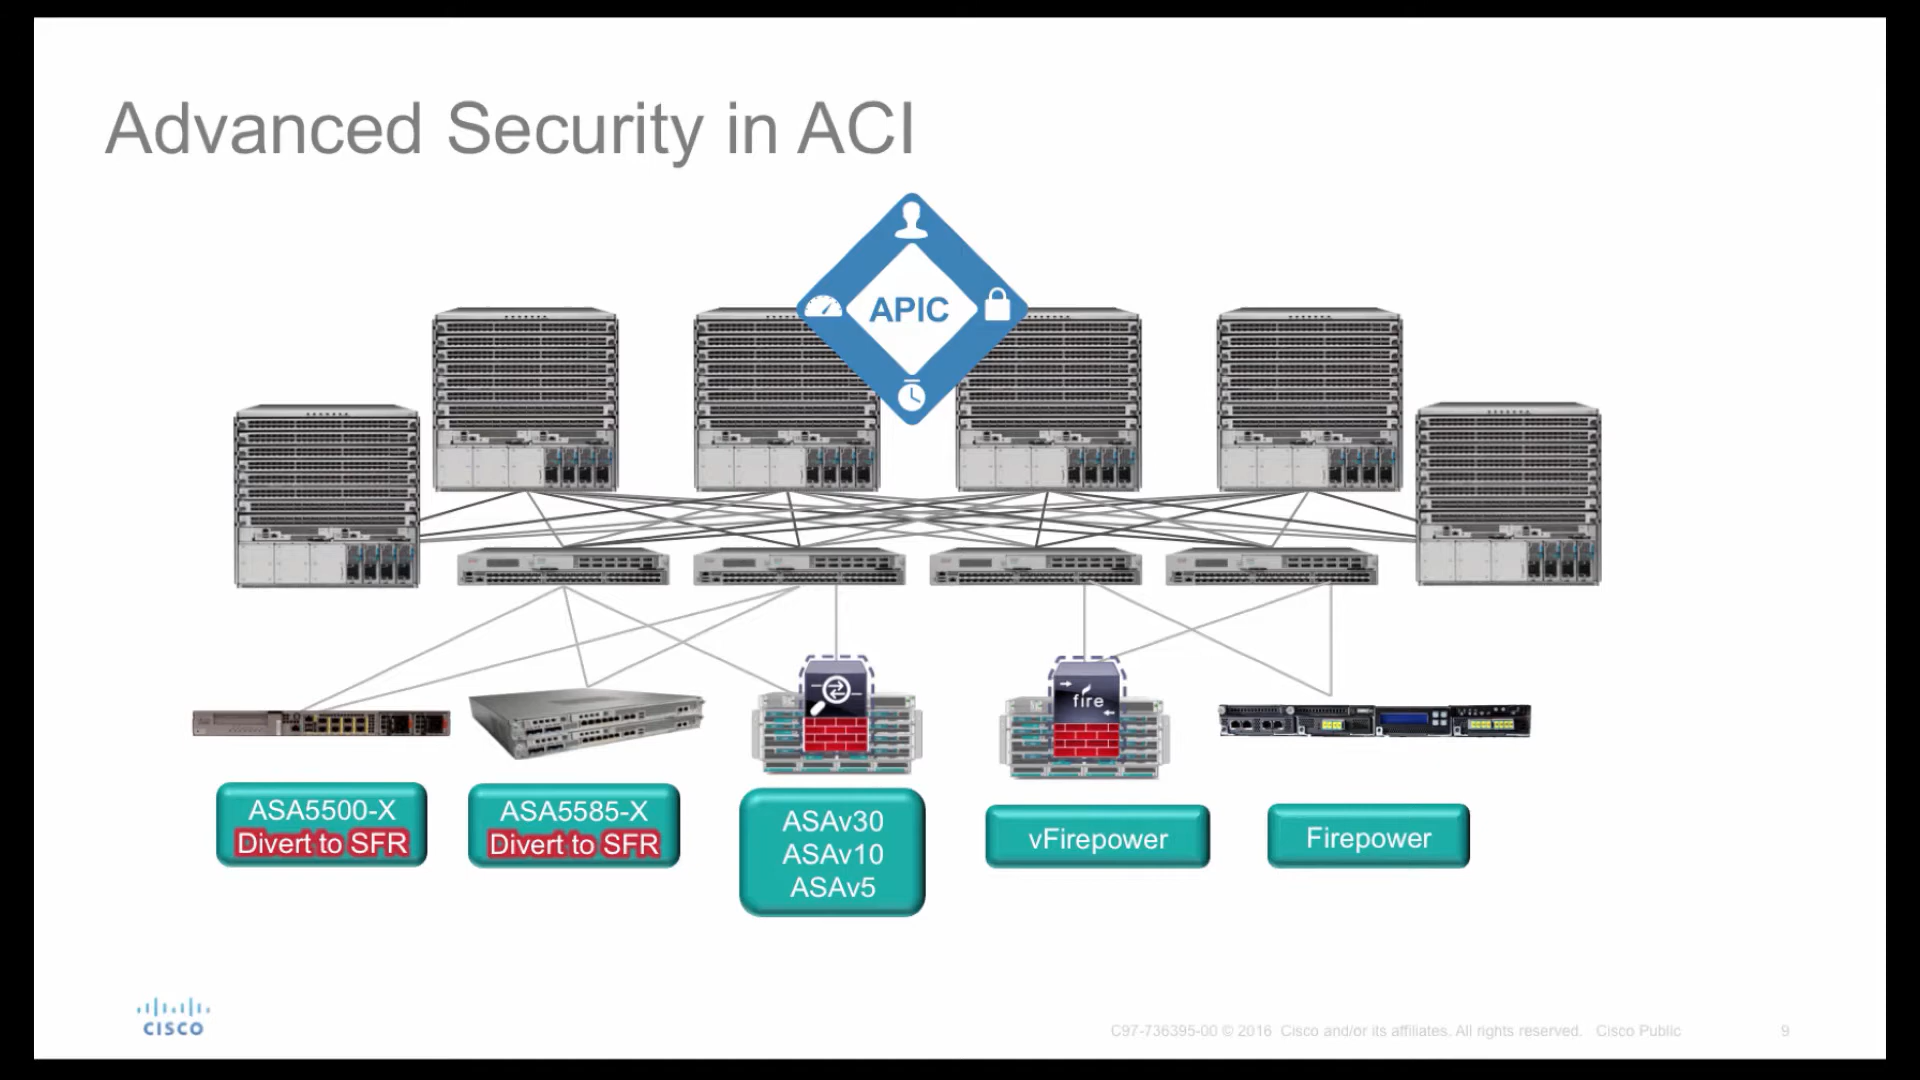 Advanced Security in ACI
APIC
fire
ASA5500-X
Divert to SFR
ASA5585-X
Divert to SFR
ASAv30
ASAv10
ASAv5
vFirepower
Firepower
CISCO
C97-736395-00 © 2016 Cisco and/or its affiliates. All rights reserved. Cisco Public 9